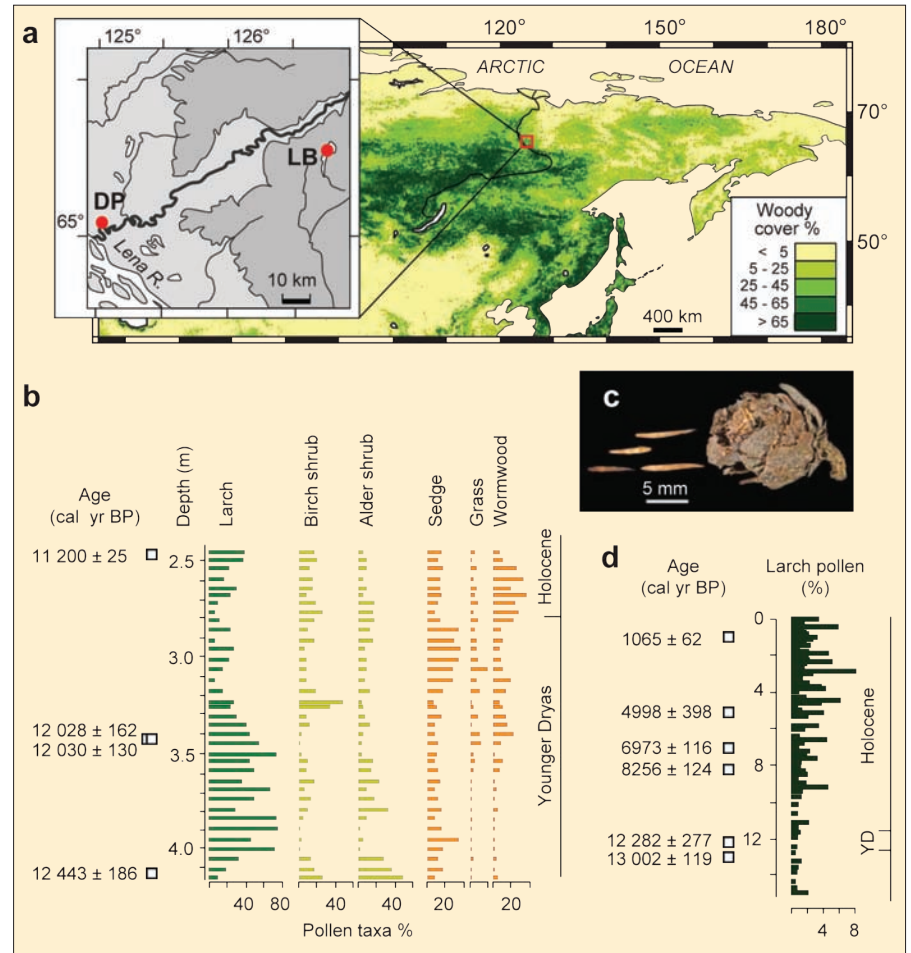 a
125°
126°
120°
150°
180°
ARCTIC
OCEAN
70°
LB
DP
65°
Lena R.
10 km
50°
Woody
cover %
< 5
5 - 25
25 - 45
45 - 65
> 65
400 km
b
c
5 mm
Age
(cal yr BP)
Depth (m)
Larch
Birch shrub
Alder shrub
Sedge
Grass
Wormwood
11 200 ± 25
2.5
3.0
12 028 ± 162
12 030 ± 130
3.5
4.0
12 443 ± 186
Holocene
Younger Dryas
40 80
40
40
20
20
Pollen taxa %
d
Age
(cal yr BP)
Larch pollen
(%)
0
1065 ± 62
4
4998 ± 398
6973 ± 116
8
8256 ± 124
12 282 ± 277
12
13 002 ± 119
Holocene
YD
4 8